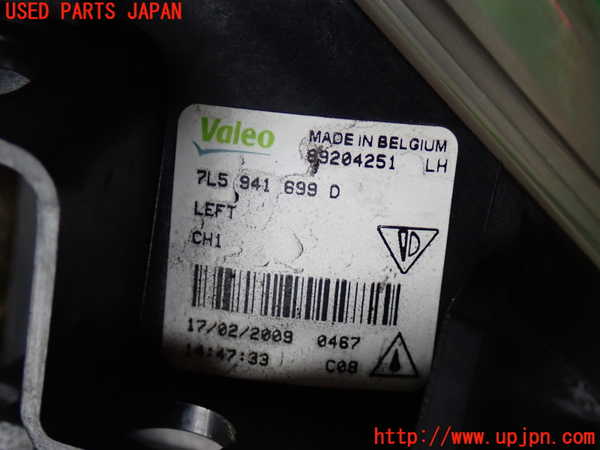 USED PARTS JAPAN
Valeo MADE IN BELGIUM
89204251 LH
7L5 941 699 D
LEFT
CH1
D
17/02/2009 0467
14:47:33 C08
http://www.upjpn.com